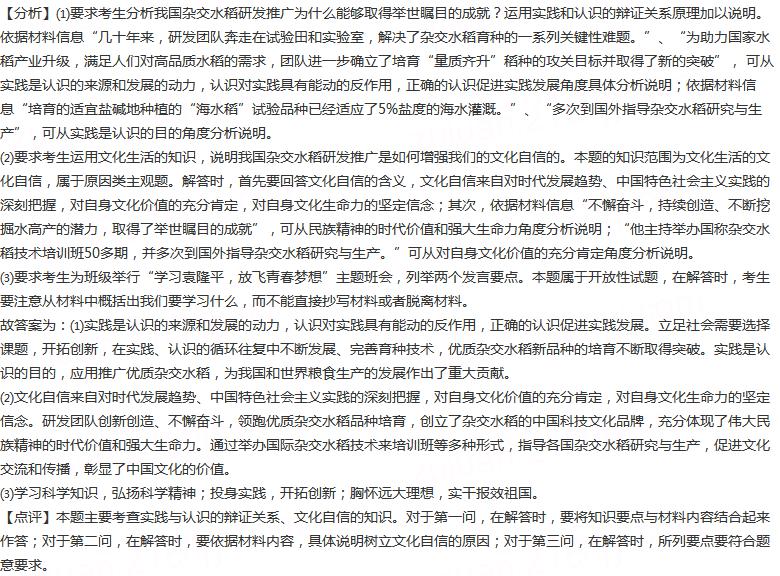 【分析】(1)要求考生分析我国杂交水稻研发推广为什么能够取得举世瞩目的成就？运用实践和认识的辩证关系原理加以说明。
依据材料信息“几十年来，研发团队奔走在试验田和实验室，解决了杂交水稻育种的一系列关键性难题。”、“为助力国家水
稻产业升级，满足人们对高品质水稻的需求，团队进一步确立了培育“量质齐升”稻种的攻关目标并取得了新的突破”，可从
实践是认识的来源和发展的动力，认识对实践具有能动的反作用，正确的认识促进实践发展角度具体分析说明；依据材料信
息“培育的适宜盐碱地种植的“海水稻”试验品种已经适应了5%盐度的海水灌溉。”、“多次到国外指导杂交水稻研究与生
产”，可从实践是认识的目的角度分析说明。
(2)要求考生运用文化生活的知识，说明我国杂交水稻研发推广是如何增强我们的文化自信的。本题的知识范围为文化生活的文
化自信，属于原因类主观题。解答时，首先要回答文化自信的含义，文化自信来自对时代发展趋势、中国特色社会主义实践的
深刻把握，对自身文化价值的充分肯定，对自身文化生命力的坚定信念；其次，依据材料信息“不懈奋斗，持续创造、不断挖
掘水高产的潜力，取得了举世瞩目的成就”，可从民族精神的时代价值和强大生命力角度分析说明；“他主持举办国称杂交水
稻技术培训班50多期，并多次到国外指导杂交水稻研究与生产。”可从对自身文化价值的充分肯定角度分析说明。
(3)要求考生为班级举行“学习袁隆平，放飞青春梦想”主题班会，列举两个发言要点。本题属于开放性试题，在解答时，考生
要注意从材料中概括出我们要学习什么，而不能直接抄写材料或者脱离材料。
故答案为：(1)实践是认识的来源和发展的动力，认识对实践具有能动的反作用，正确的认识促进实践发展。立足社会需要选择
课题，开拓创新，在实践、认识的循环往复中不断发展、完善育种技术，优质杂交水稻新品种的培育不断取得突破。实践是认
识的目的，应用推广优质杂交水稻，为我国和世界粮食生产的发展作出了重大贡献。
(2)文化自信来自对时代发展趋势、中国特色社会主义实践的深刻把握，对自身文化价值的充分肯定，对自身文化生命力的坚定
信念。研发团队创新创造、不懈奋斗，领跑优质杂交水稻品种培育，创立了杂交水稻的中国科技文化品牌，充分体现了伟大民
族精神的时代价值和强大生命力。通过举办国际杂交水稻技术来培训班等多种形式，指导各国杂交水稻研究与生产，促进文化
交流和传播，彰显了中国文化的价值。
(3)学习科学知识，弘扬科学精神；投身实践，开拓创新；胸怀远大理想，实干报效祖国。
【点评】本题主要考查实践与认识的辩证关系、文化自信的知识。对于第一问，在解答时，要将知识要点与材料内容结合起来
作答；对于第二问，在解答时，要依据材料内容，具体说明树立文化自信的原因；对于第三问，在解答时，所列要点要符合题
意要求。